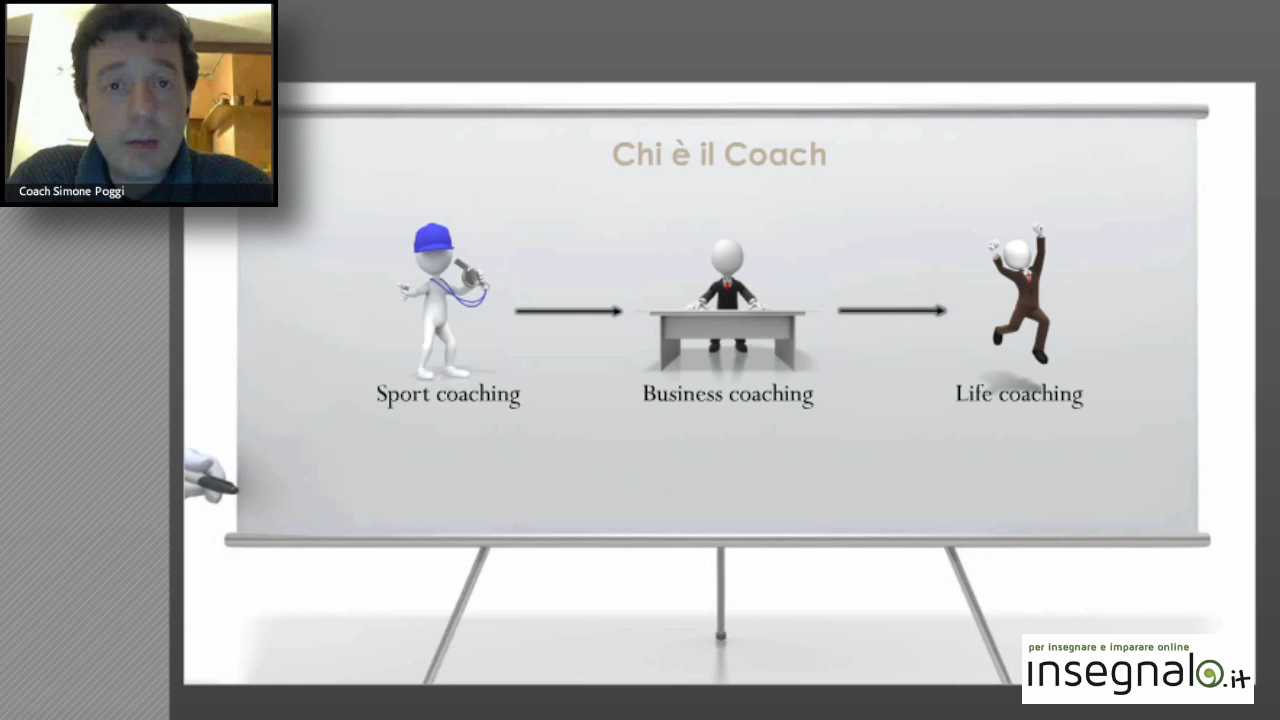 Coach Simone Poggi
Chi è il Coach
Sport coaching
Business coaching
Life coaching
per insegnare e imparare online
insegnalo.it